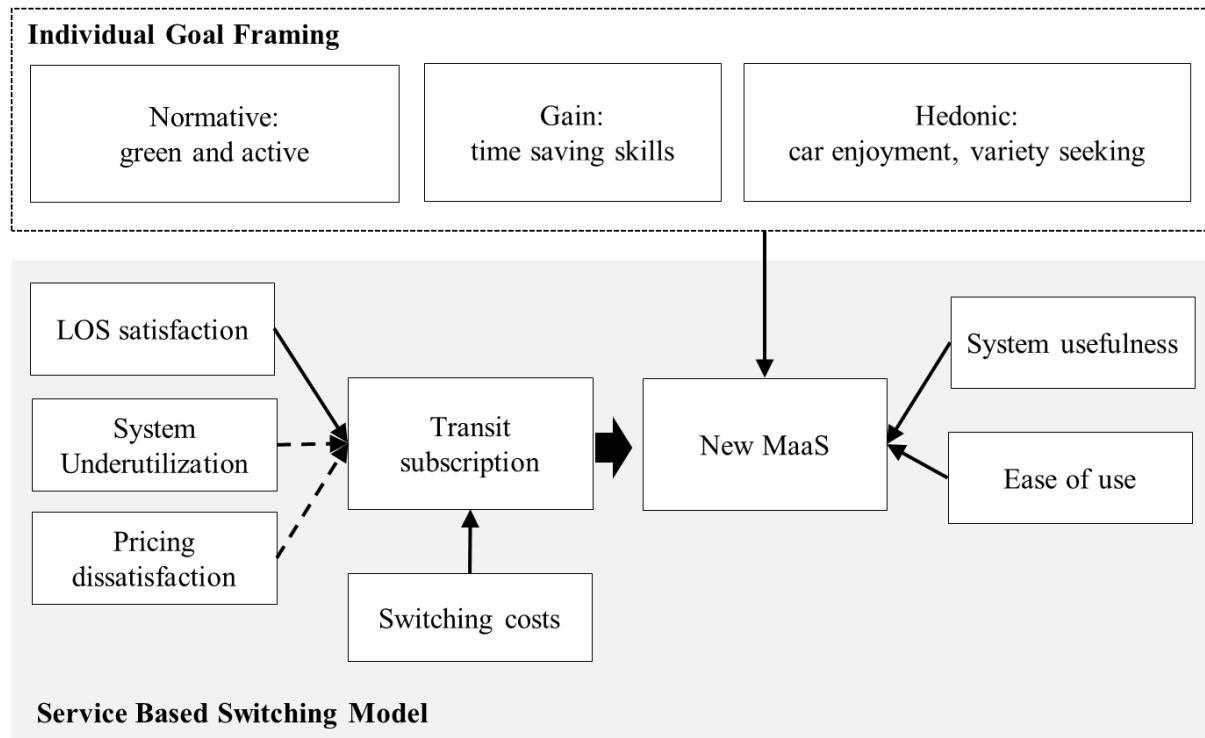 Individual Goal Framing
Normative:
green and active
Gain:
time saving skills
Hedonic:
car enjoyment, variety seeking
LOS satisfaction
System
Underutilization
Pricing
dissatisfaction
Transit
subscription
Switching costs
New MaaS
System usefulness
Ease of use
Service Based Switching Model